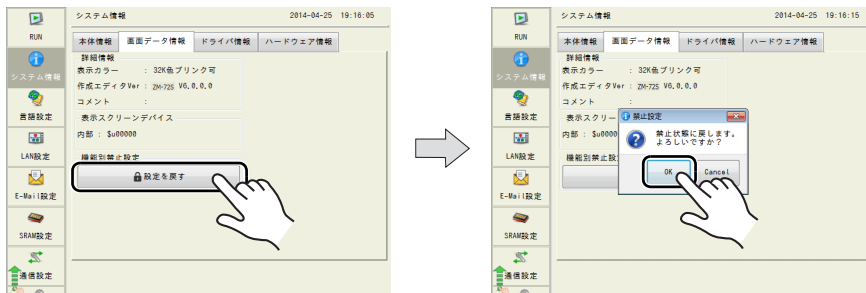 システム情報 2014-04-25 19:16:05
RUN
システム情報
言語設定
LAN設定
E-Mail設定
SRAM設定
通信設定
本体情報 画面データ情報 ドライバ情報 ハードウェア情報
詳細情報
表示カラー : 32K色ブリンク可
作成エディタVer : ZM-72S V6.0.0.0
コメント :
表示スクリーンデバイス
内部 : $u00000
機能別禁止設定
設定を戻す
システム情報 2014-04-25 19:16:15
RUN
システム情報
言語設定
LAN設定
E-Mail設定
SRAM設定
通信設定
本体情報 画面データ情報 ドライバ情報 ハードウェア情報
詳細情報
表示カラー : 32K色ブリンク可
作成エディタVer : ZM-72S V6.0.0.0
コメント :
表示スクリー
内部 : $u0000
機能別禁止設
禁止設定
禁止状態に戻します。
よろしいですか?
OK Cancel